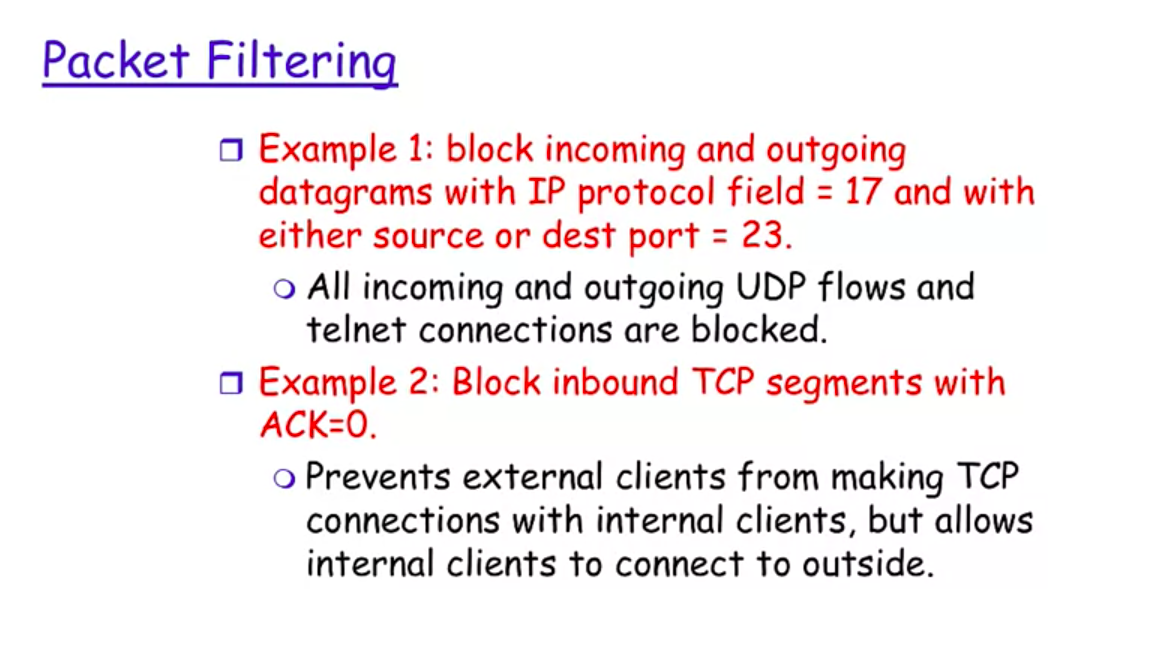 Packet Filtering
Example 1: block incoming and outgoing
datagrams with IP protocol field = 17 and with
either source or dest port = 23.
All incoming and outgoing UDP flows and
telnet connections are blocked.
Example 2: Block inbound TCP segments with
ACK=0.
Prevents external clients from making TCP
connections with internal clients, but allows
internal clients to connect to outside.